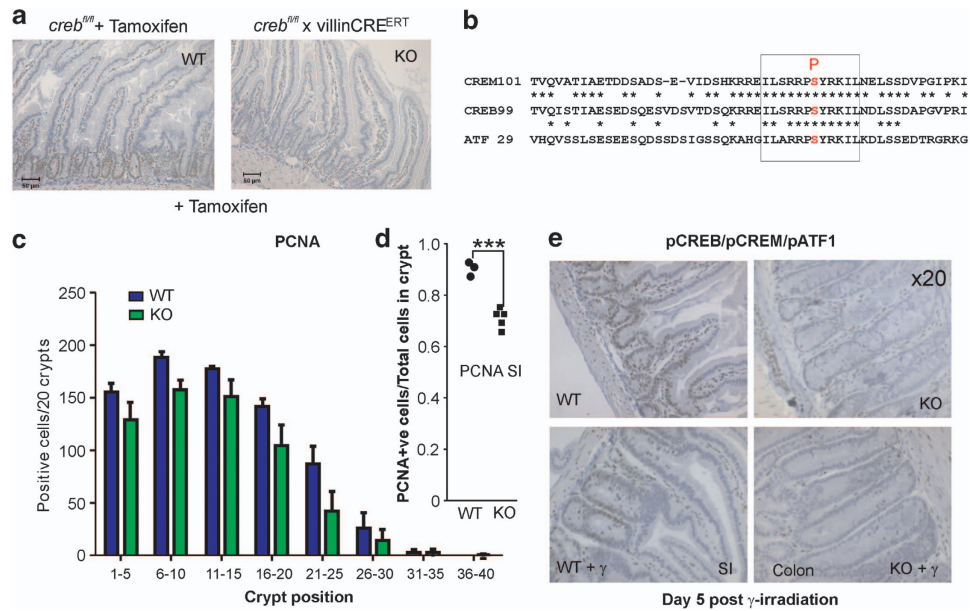 a
creb^fl/fl + Tamoxifen
creb^fl/fl x villinCRE^ERT
WT
KO
50 µm
50 µm
+ Tamoxifen
b
P
CREM101 TVQVATIAETDDSADS-E-VIDSHKRREILSRRPSYRKILNELSSDVPGIPKI
CREB99 TVQISTIAESEDSQESVDSVTDSQKRREILSRRPSYRKILNDLSSDAPGVPRI
ATF 29 VHQVSSLSESEESQDSSDSIGSSQKAHGILARRPSYRKILKDLSSEDTRGRKG
c
PCNA
WT
KO
Positive cells/20 crypts
250
200
150
100
50
0
1-5 6-10 11-15 16-20 21-25 26-30 31-35 36-40
Crypt position
d
PCNA+ve cells/Total cells in crypt
1.0
0.8
0.6
0.4
0.2
0
***
PCNA SI
WT KO
e
pCREB/pCREM/pATF1
x20
WT
KO
WT + γ
SI
Colon
KO + γ
Day 5 post γ-irradiation